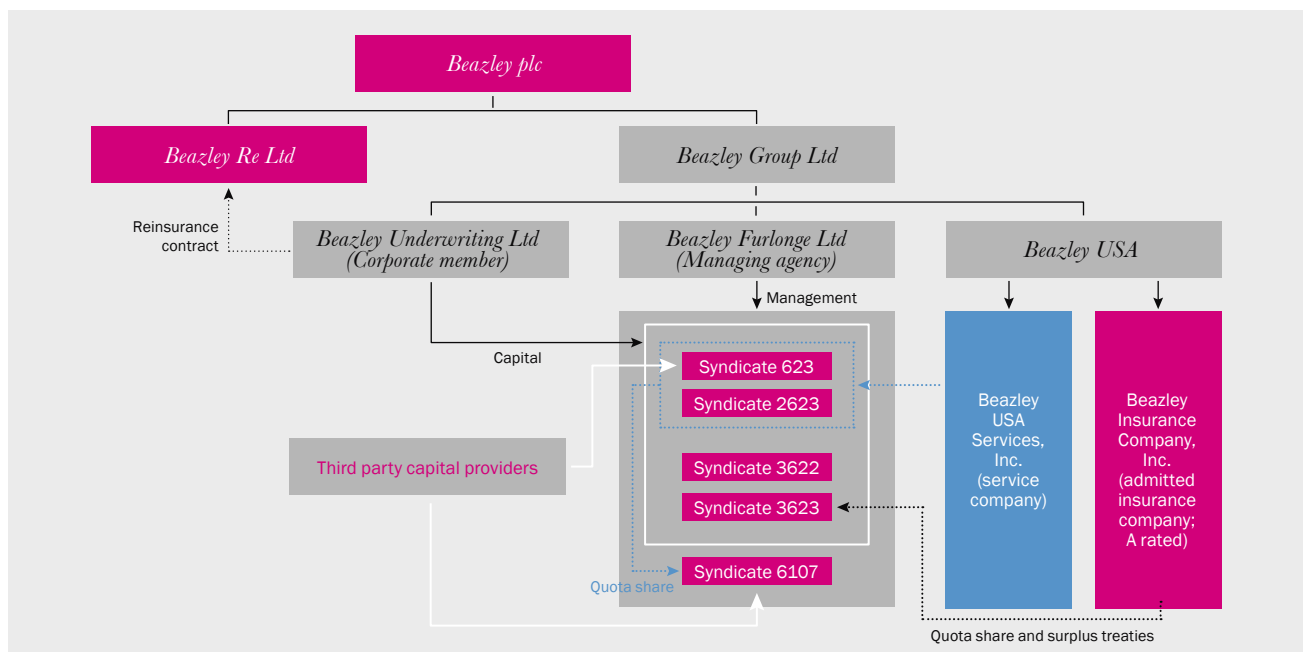 Beazley plc
Beazley Re Ltd
Beazley Group Ltd
Reinsurance
contract
Beazley Underwriting Ltd
(Corporate member)
Beazley Furlonge Ltd
(Managing agency)
Beazley USA
Management
Capital
Syndicate 623
Syndicate 2623
Third party capital providers
Syndicate 3622
Syndicate 3623
Syndicate 6107
Quota share
Beazley
USA
Services,
Inc.
(service
company)
Beazley
Insurance
Company,
Inc.
(admitted
insurance
company;
A rated)
Quota share and surplus treaties